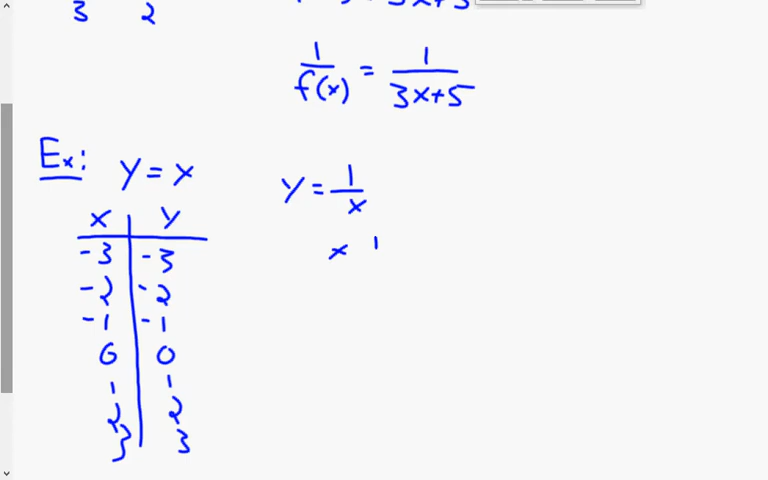 3 2
1/f(x) = 1/3x+5
Ex: y = x
y = 1/x
x | y
x
-3 | -3
-2 | -2
-1 | -1
0 | 0
1 | 1
2 | 2
3 | 3